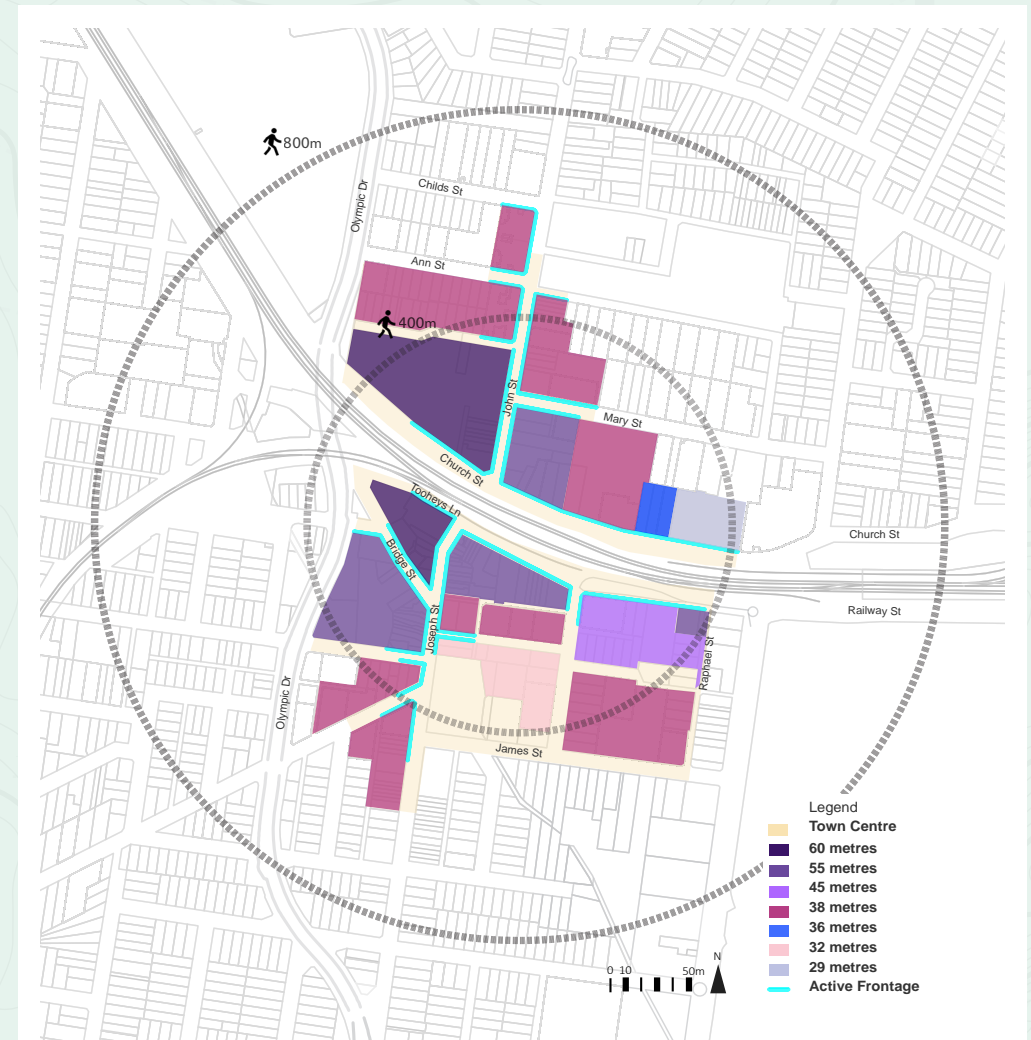 800m
Childs St
Olympic Dr
Ann St
400m
John St
Mary St
Church St
Tooheys Ln
Bridge St
Church St
Joseph St
Railway St
Raphael St
Olympic Dr
James St
Legend
Town Centre
60 metres
55 metres
45 metres
38 metres
36 metres
32 metres
29 metres
Active Frontage
0 10 50m
N